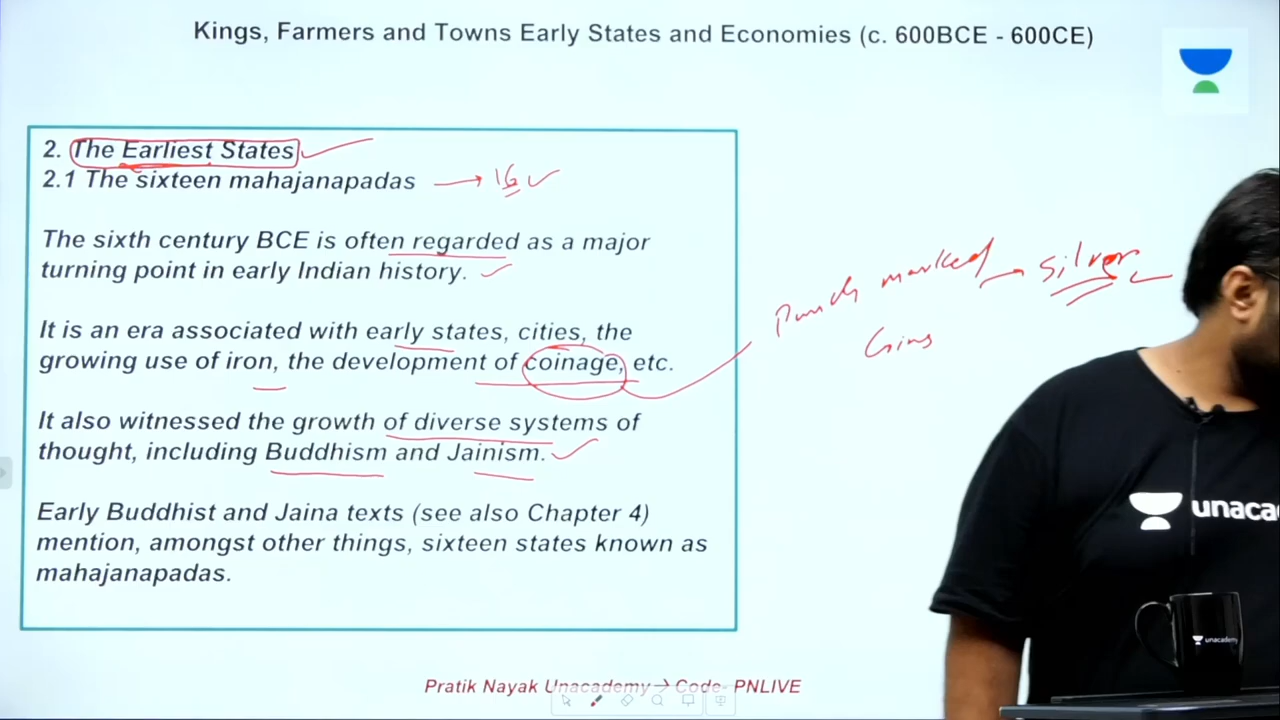 Kings, Farmers and Towns Early States and Economies (c. 600BCE - 600CE)
2. The Earliest States
2.1 The sixteen mahajanapadas → 16
The sixth century BCE is often regarded as a major
turning point in early Indian history.
It is an era associated with early states, cities, the
growing use of iron, the development of coinage, etc.
Punch marked → silver
Coins
It also witnessed the growth of diverse systems of
thought, including Buddhism and Jainism.
Early Buddhist and Jaina texts (see also Chapter 4)
mention, amongst other things, sixteen states known as
mahajanapadas.
unaca
unacademy
Pratik Nayak Unacademy → Code- PNLIVE